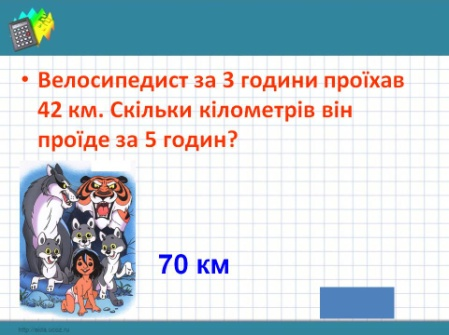 • Велосипедист за 3 години проїхав
42 км. Скільки кілометрів він
проїде за 5 годин?
70 км